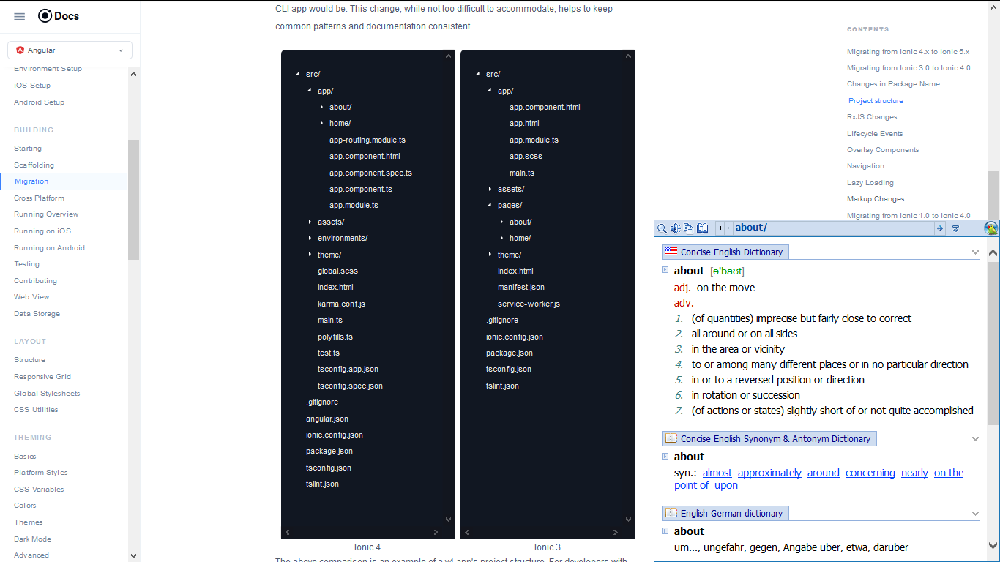 Docs
Angular
Environment Setup
iOS Setup
Android Setup
BUILDING
Starting
Scaffolding
Migration
Cross Platform
Running Overview
Running on iOS
Running on Android
Testing
Contributing
Web View
Data Storage
LAYOUT
Structure
Responsive Grid
Global Stylesheets
CSS Utilities
THEMING
Basics
Platform Styles
CSS Variables
Colors
Themes
Dark Mode
Advanced
CLI app would be. This change, while not too difficult to accommodate, helps to keep
common patterns and documentation consistent.
src/
app/
about/
home/
app-routing.module.ts
app.component.html
app.component.spec.ts
app.component.ts
app.module.ts
assets/
environments/
theme/
global.scss
index.html
karma.conf.js
main.ts
polyfills.ts
test.ts
tsconfig.app.json
tsconfig.spec.json
.gitignore
angular.json
ionic.config.json
package.json
tsconfig.json
tslint.json
Ionic 4
src/
app/
app.component.html
app.html
app.module.ts
app.scss
main.ts
assets/
pages/
about/
home/
theme/
index.html
manifest.json
service-worker.js
.gitignore
ionic.config.json
package.json
tsconfig.json
tslint.json
Ionic 3
The above comparison is an example of a v4 app's project structure. For developers with
CONTENTS
Migrating from Ionic 4.x to Ionic 5.x
Migrating from Ionic 3.0 to Ionic 4.0
Changes in Package Name
Project structure
RxJS Changes
Lifecycle Events
Overlay Components
Navigation
Lazy Loading
Markup Changes
Migrating from Ionic 1.0 to Ionic 4.0
about/
Concise English Dictionary
about [ə'baʊt]
adj. on the move
adv.
1. (of quantities) imprecise but fairly close to correct
2. all around or on all sides
3. in the area or vicinity
4. to or among many different places or in no particular direction
5. in or to a reversed position or direction
6. in rotation or succession
7. (of actions or states) slightly short of or not quite accomplished
Concise English Synonym & Antonym Dictionary
about
syn.: almost approximately around concerning nearly on the
point of upon
English-German dictionary
about
um..., ungefähr, gegen, Angabe über, etwa, darüber